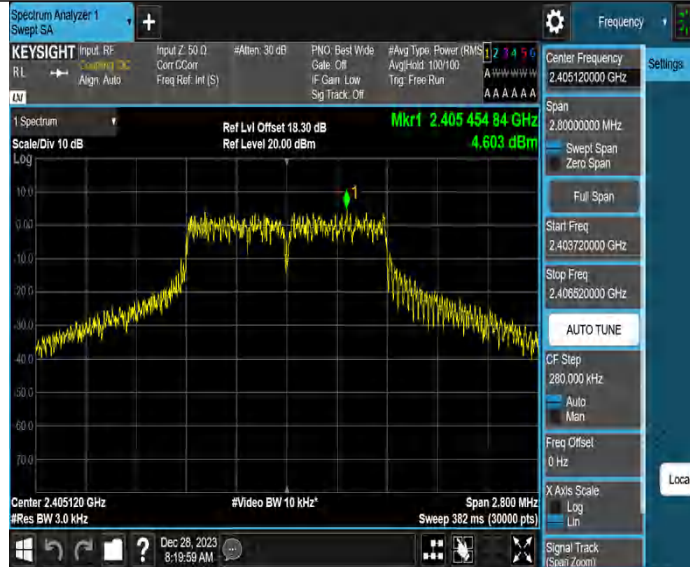 Spectrum Analyzer 1
Swept SA
+
Frequency
KEYSIGHT
RL
Input: RF
Coupling: DC
Align: Auto
Input Z: 50 Ω
Corr CCorr
Freq Ref: Int (S)
#Atten: 30 dB
PNO: Best Wide
Gate: Off
IF Gain: Low
Sig Track: Off
#Avg Type: Power (RMS
Avg|Hold: 100/100
Trig: Free Run
1 2 3 4 5 6
A W W W W W
A A A A A A
LXI
1 Spectrum
Scale/Div 10 dB
Ref Lvl Offset 18.30 dB
Ref Level 20.00 dBm
Mkr1 2.405 454 84 GHz
4.603 dBm
Log
10.0
0.00
-10.0
-20.0
-30.0
-40.0
-50.0
-60.0
-70.0
1
Center 2.405120 GHz
#Res BW 3.0 kHz
#Video BW 10 kHz*
Span 2.800 MHz
Sweep 382 ms (30000 pts)
?
Dec 28, 2023
8:19:59 AM
Center Frequency
2.405120000 GHz
Span
2.80000000 MHz
Swept Span
Zero Span
Full Span
Start Freq
2.403720000 GHz
Stop Freq
2.406520000 GHz
AUTO TUNE
CF Step
280.000 kHz
Auto
Man
Freq Offset
0 Hz
X Axis Scale
Log
Lin
Signal Track
(Span Zoom)
Settings
Loca